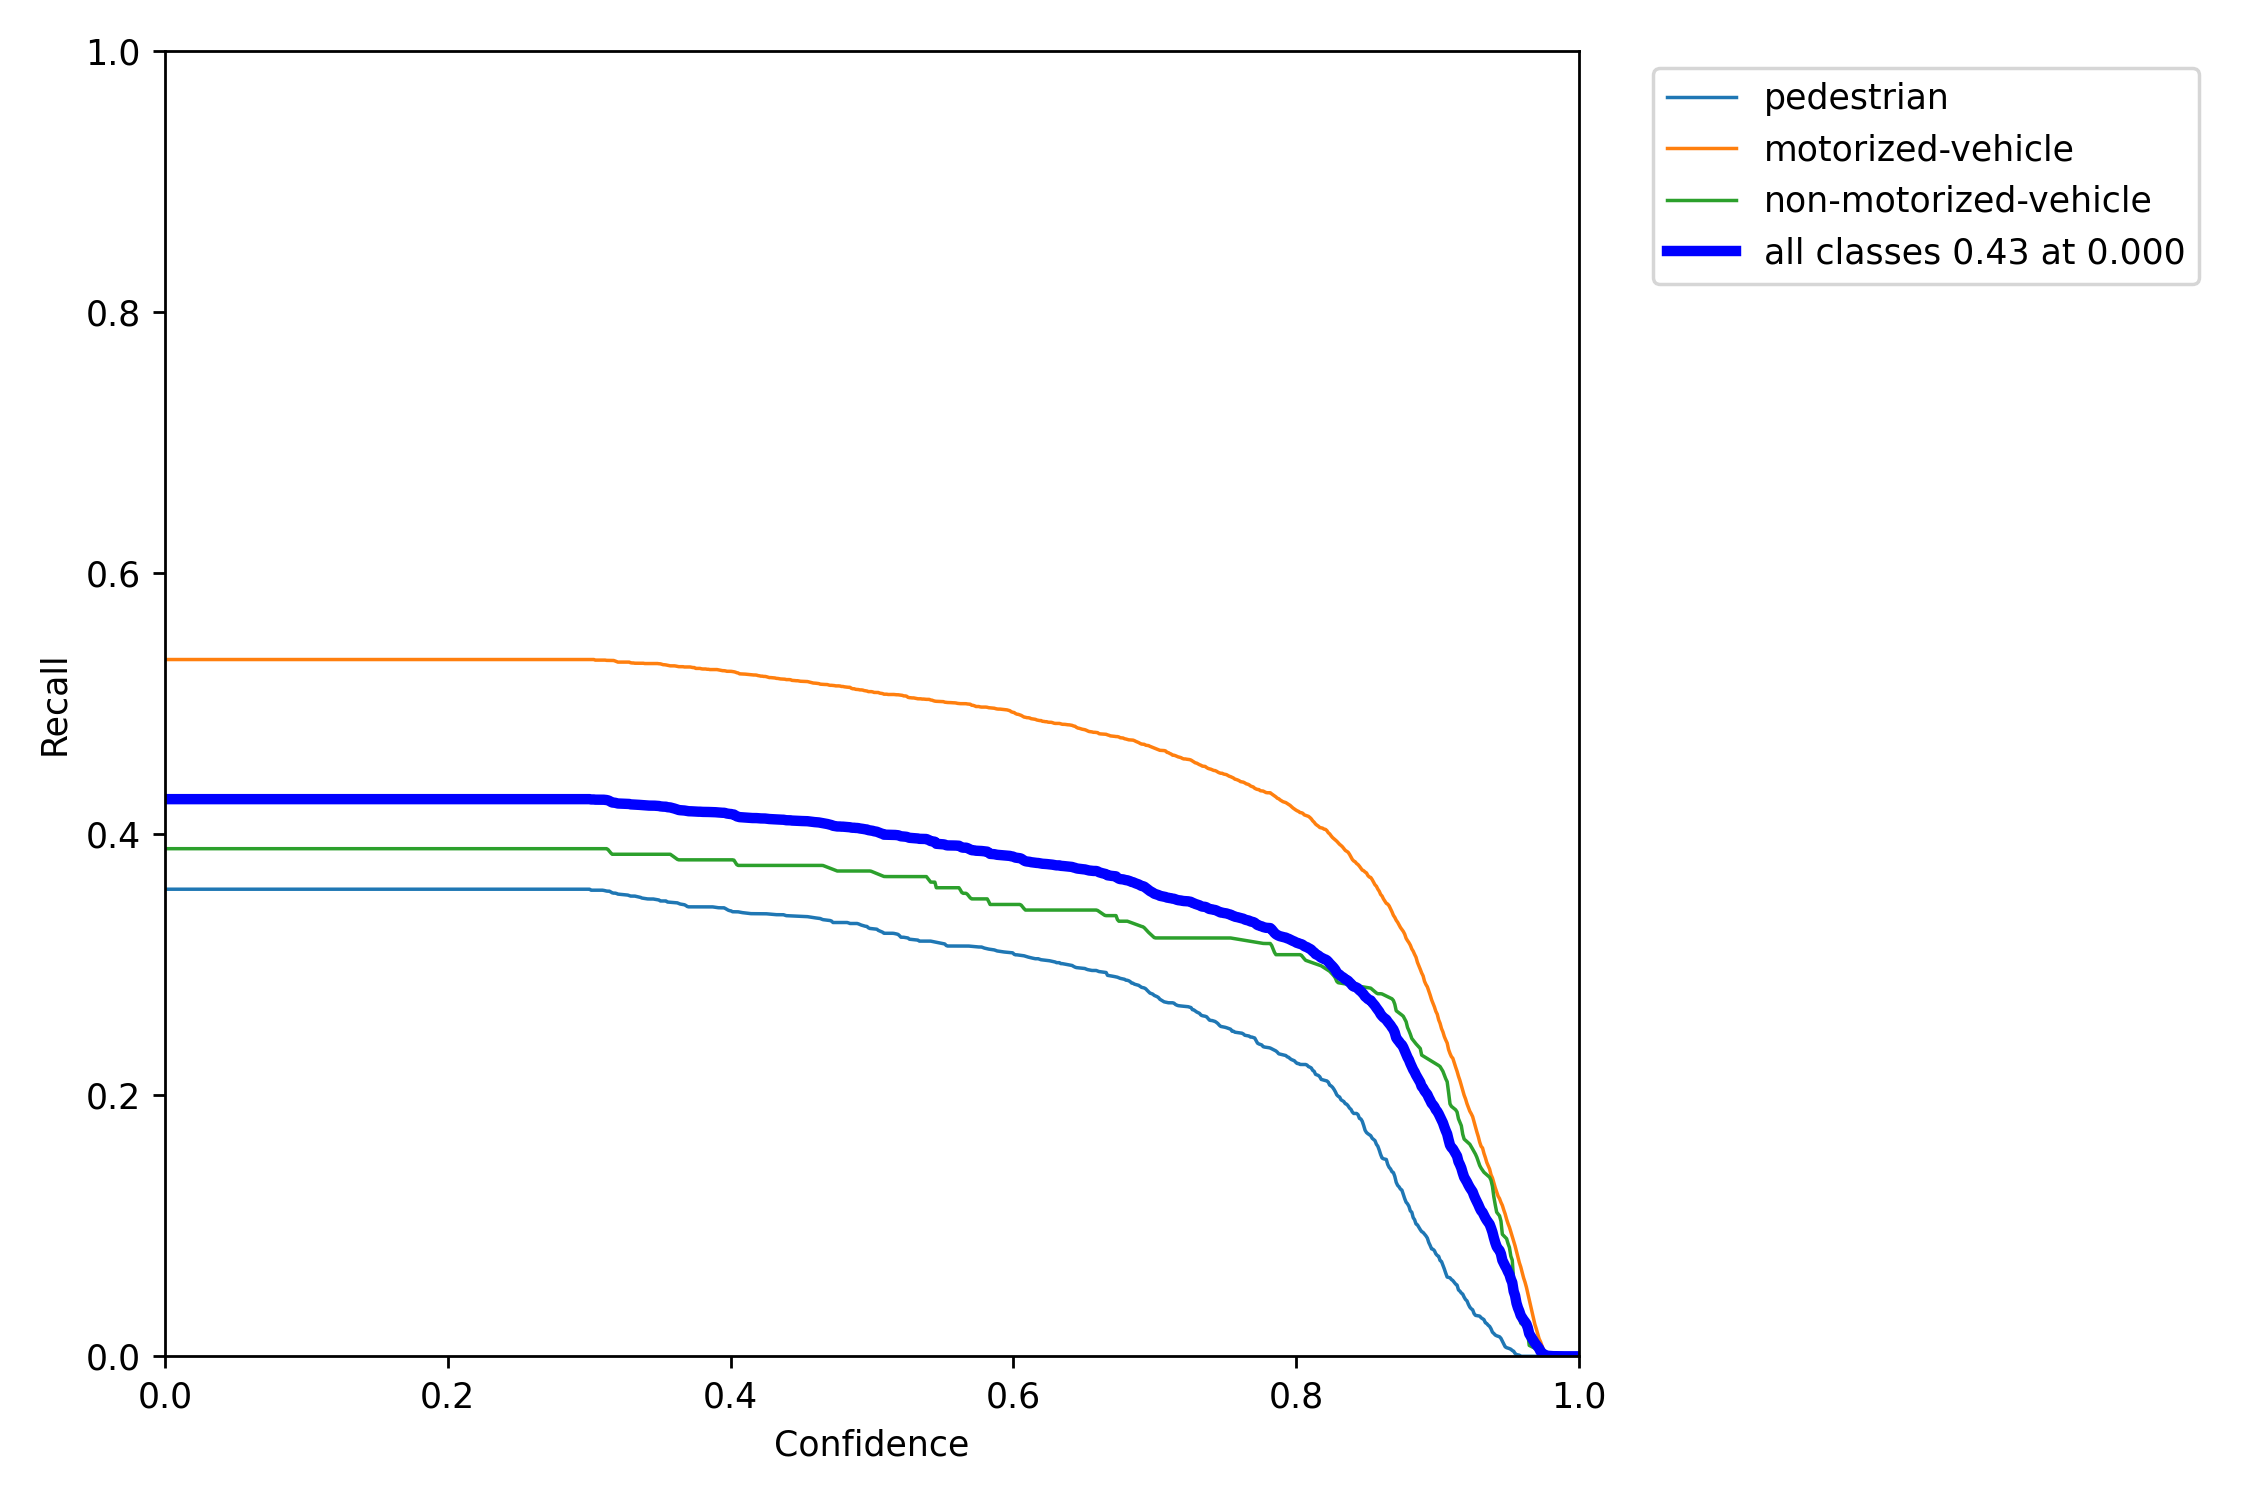 1.0
0.8
0.6
0.4
0.2
0.0
Recall
0.0 0.2 0.4 0.6 0.8 1.0
Confidence
pedestrian
motorized-vehicle
non-motorized-vehicle
all classes 0.43 at 0.000